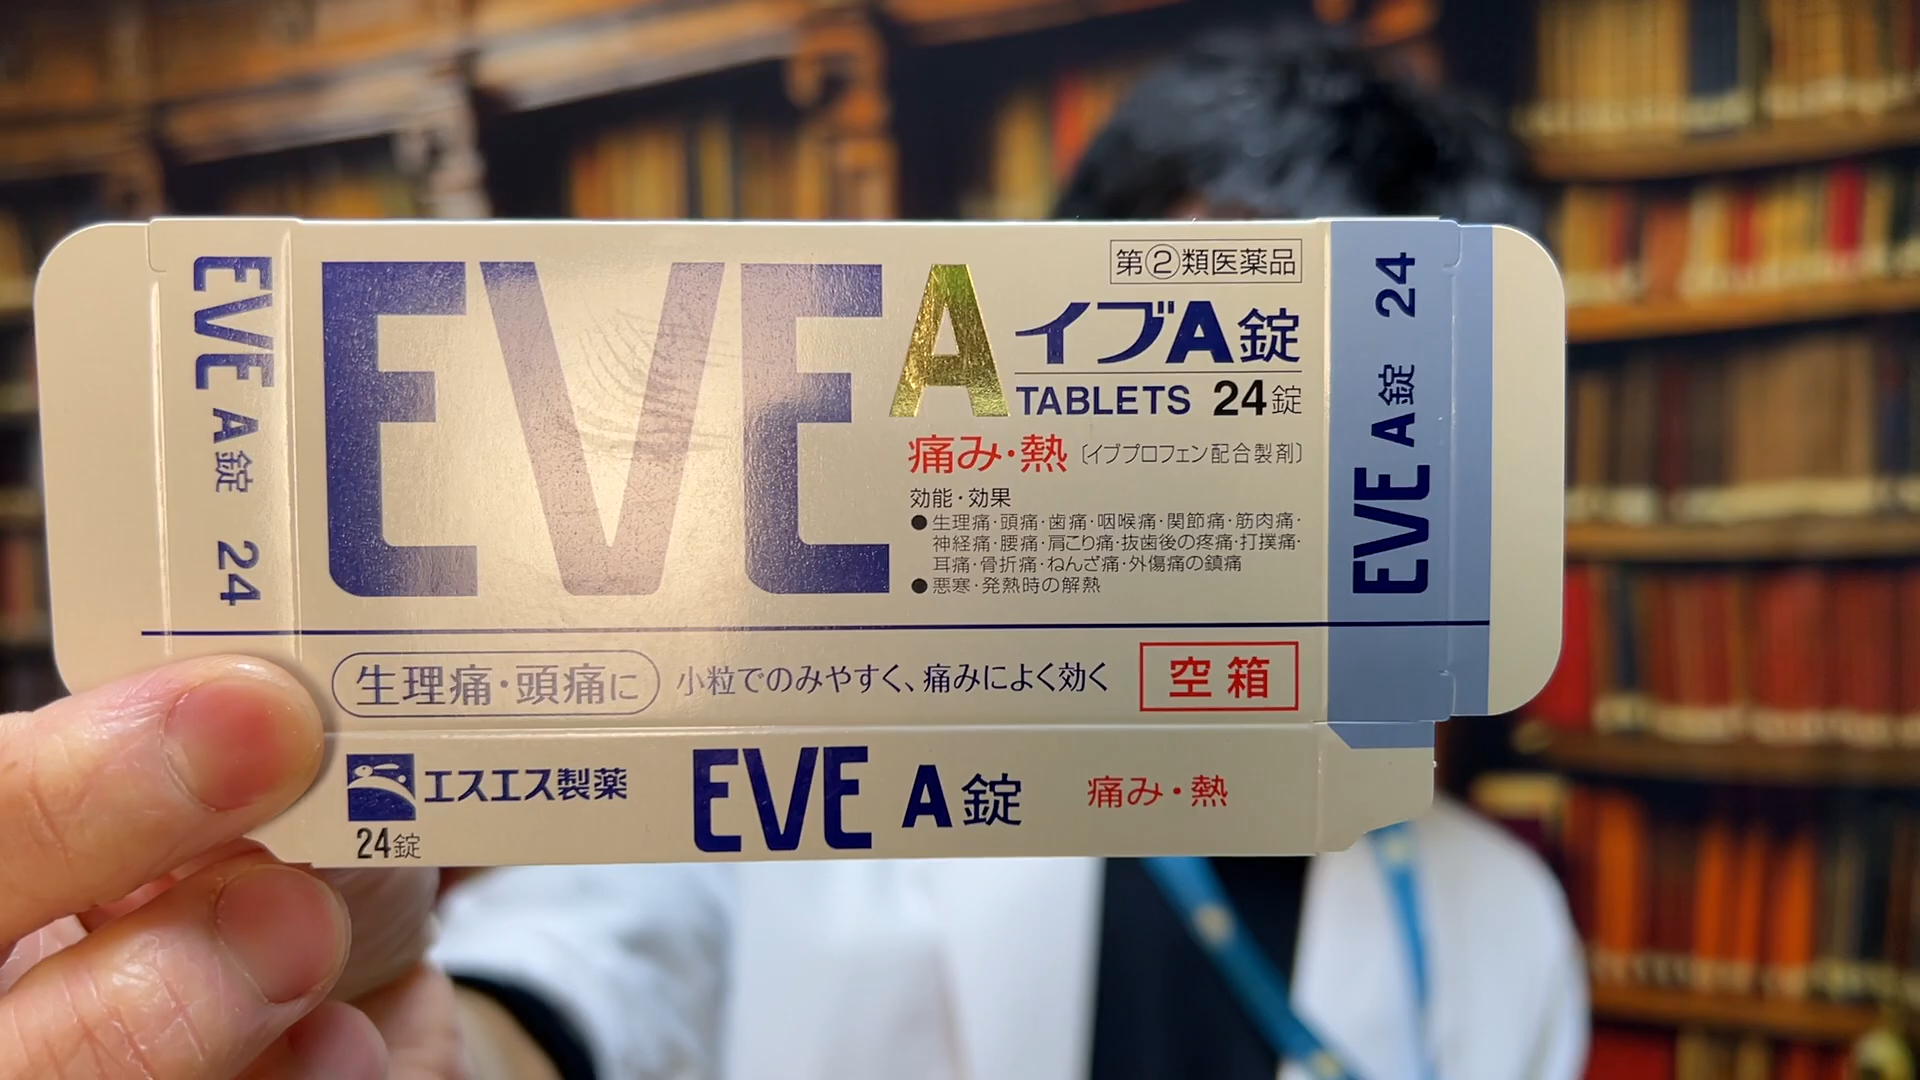 EVE A錠 24
EVE A
第②類医薬品
イブA錠
TABLETS 24錠
痛み・熱 〔イブプロフェン配合製剤〕
効能・効果
●生理痛・頭痛・歯痛・咽喉痛・関節痛・筋肉痛・
神経痛・腰痛・肩こり痛・抜歯後の疼痛・打撲痛・
耳痛・骨折痛・ねんざ痛・外傷痛の鎮痛
●悪寒・発熱時の解熱
生理痛・頭痛に 小粒でのみやすく、痛みによく効く 空箱
EVE A錠 24
エスエス製薬 EVE A錠 痛み・熱
24錠